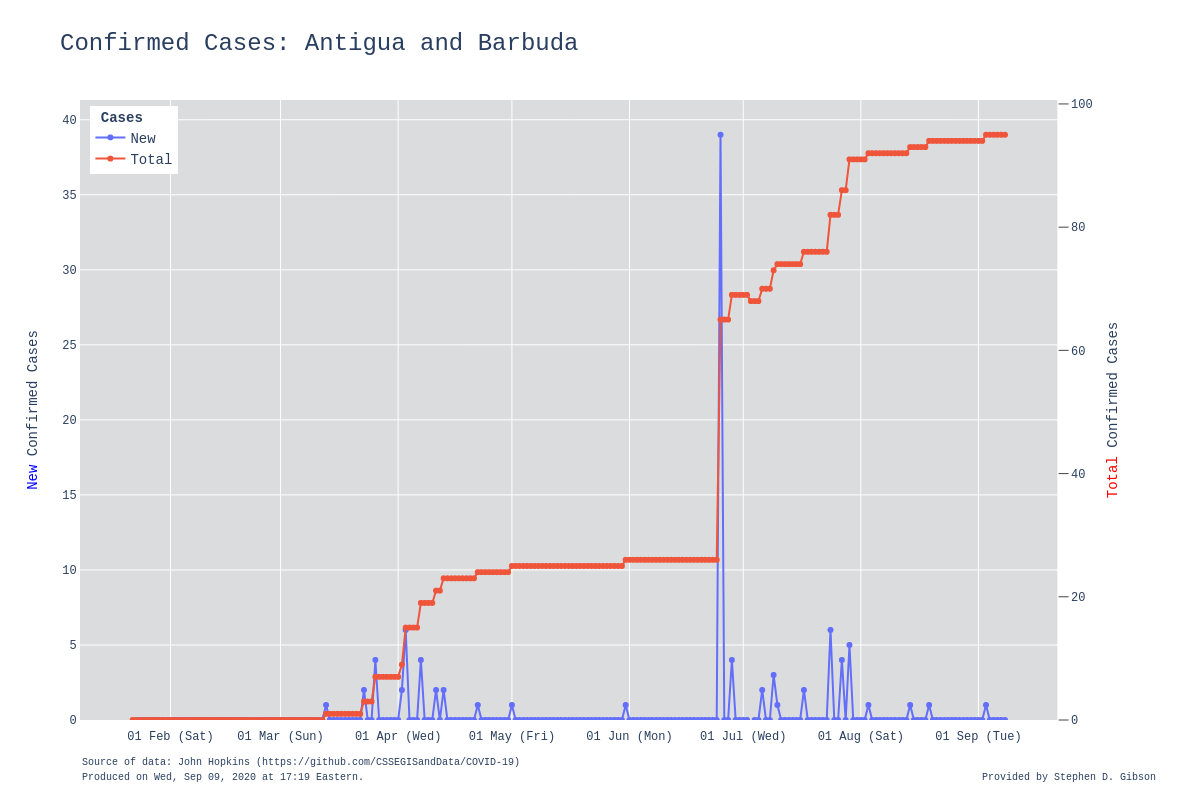 Confirmed Cases: Antigua and Barbuda
Cases
New
Total
40
35
30
25
20
15
10
5
0
100
80
60
40
20
0
New Confirmed Cases
Total Confirmed Cases
01 Feb (Sat) 01 Mar (Sun) 01 Apr (Wed) 01 May (Fri) 01 Jun (Mon) 01 Jul (Wed) 01 Aug (Sat) 01 Sep (Tue)
Source of data: John Hopkins (https://github.com/CSSEGISandData/COVID-19)
Produced on Wed, Sep 09, 2020 at 17:19 Eastern.
Provided by Stephen D. Gibson